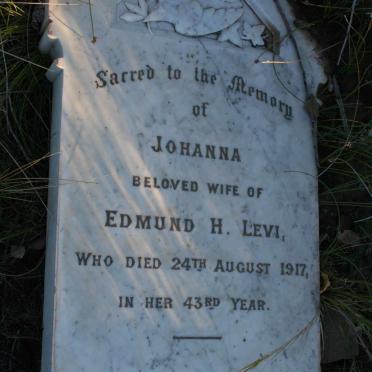 Sacred to the Memory
of
JOHANNA
BELOVED WIFE OF
EDMUND H. LEVI,
WHO DIED 24TH AUGUST 1917,
IN HER 43RD YEAR.